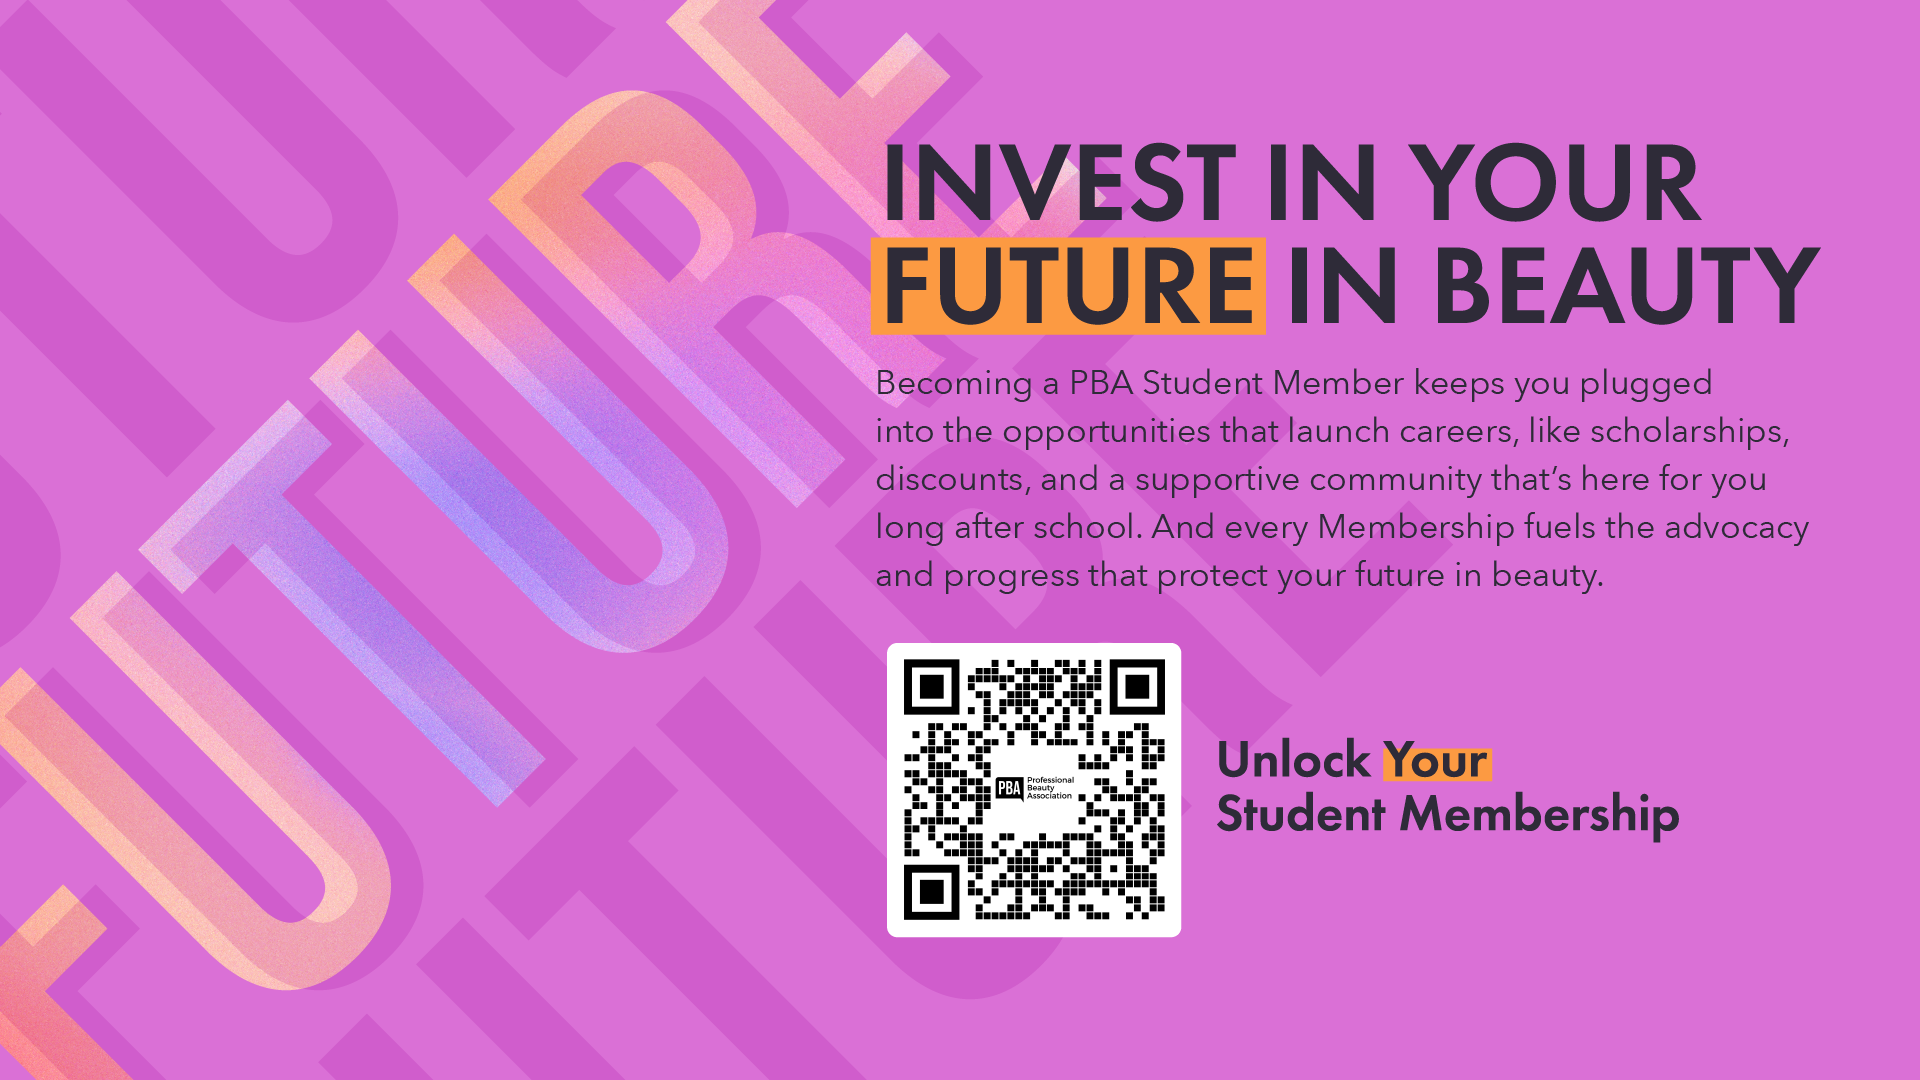 FUTURE
INVEST IN YOUR
FUTURE IN BEAUTY
Becoming a PBA Student Member keeps you plugged
into the opportunities that launch careers, like scholarships,
discounts, and a supportive community that’s here for you
long after school. And every Membership fuels the advocacy
and progress that protect your future in beauty.
PBA
Professional
Beauty
Association
Unlock Your
Student Membership